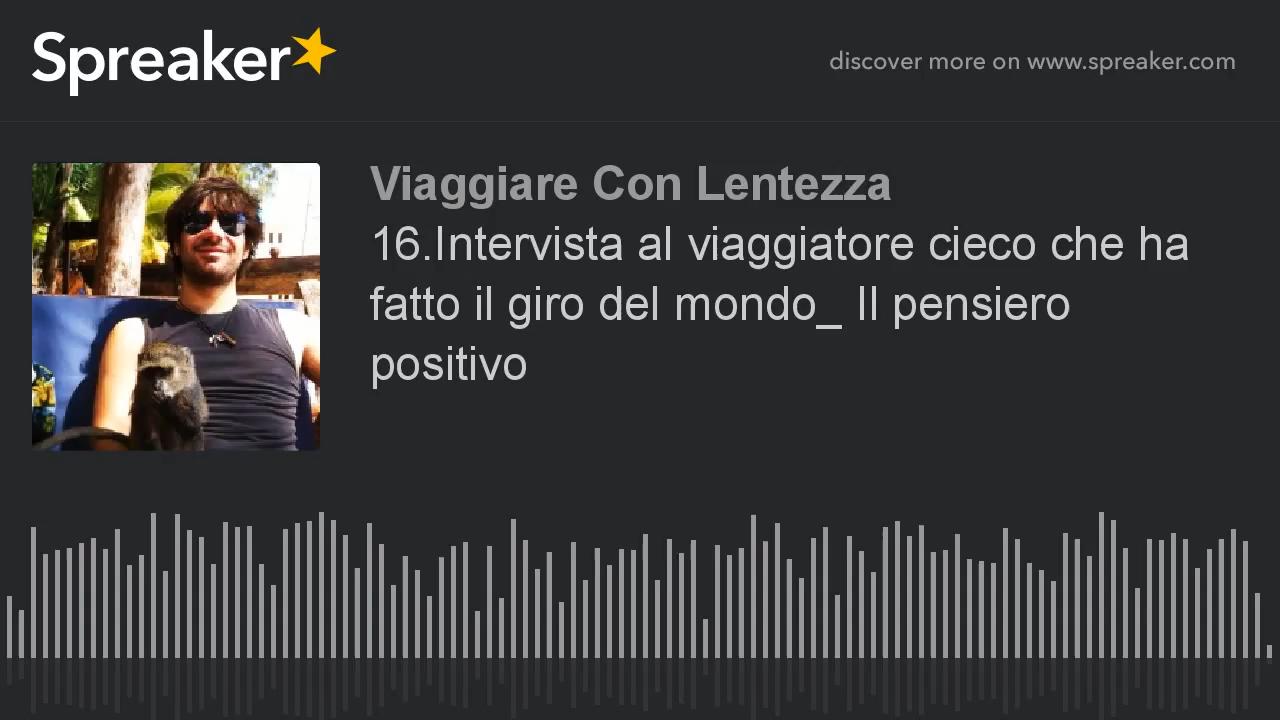 Spreaker
discover more on www.spreaker.com
Viaggiare Con Lentezza
16.Intervista al viaggiatore cieco che ha
fatto il giro del mondo_ Il pensiero
positivo